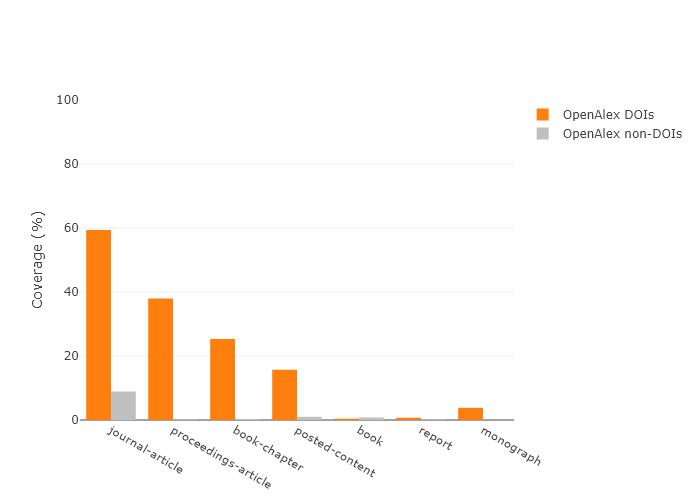 100
80
60
40
20
0
Coverage (%)
OpenAlex DOIs
OpenAlex non-DOIs
journal-article
proceedings-article
book-chapter
posted-content
book
report
monograph